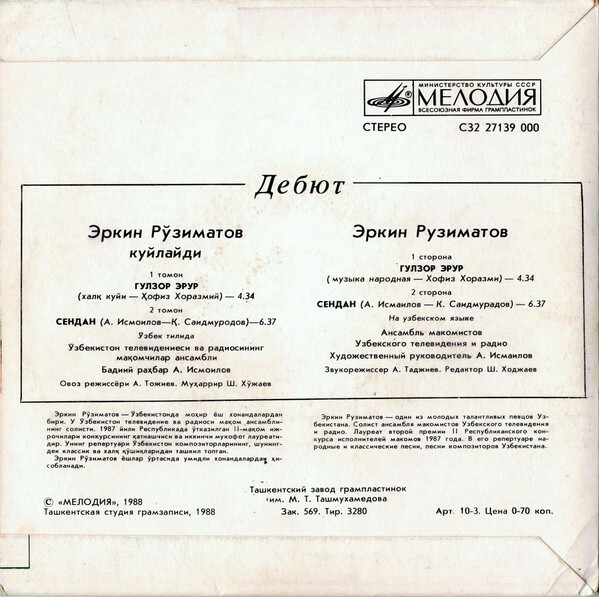 МИНИСТЕРСТВО КУЛЬТУРЫ СССР
МЕЛОДИЯ
ВСЕСОЮЗНАЯ ФИРМА ГРАМПЛАСТИНОК
СТЕРЕО С32 27139 000
Дебют
Эркин Рўзиматов
куйлайди
1 томон
ГУЛЗОР ЭРУР
(халқ куйи — Ҳофиз Хоразмий) — 4.34
2 томон
СЕНДАН (А. Исмоилов—Қ. Саидмуродов)—6.37
Ўзбек тилида
Ўзбекистон телевидениеси ва радиосининг
мақомчилар ансамбли
Бадиий раҳбар А. Исмоилов
Овоз режиссёри А. Тожиев. Муҳаррир Ш. Хўжаев
Эркин Рузиматов
1 сторона
ГУЛЗОР ЭРУР
(музыка народная — Хофиз Хоразми) — 4.34
2 сторона
СЕНДАН (А. Исмаилов — К. Саидмурадов) — 6.37
На узбекском языке
Ансамбль макомистов
Узбекского телевидения и радио
Художественный руководитель А. Исмаилов
Звукорежиссер А. Таджиев. Редактор Ш. Ходжаев
Эркин Рўзиматов — Ўзбекистонда моҳир ёш хонандалардан
бири. У Ўзбекистон телевидение ва радиоси мақом ансамбли-
нинг солисти. 1987 йили Республикада ўтказилган II-мақом иж-
рочилари конкурсининг қатнашчиси ва иккинчи мукофот лауреати-
дир. Унинг репертуари Ўзбекистон композиторларининг, шунинг-
дек классик ва халқ қўшиқларидан ташкил топган.
Эркин Рўзиматов ёшлар ўртасида умидли хонандалардан ҳи-
собланади.
Эркин Рузиматов — один из молодых талантливых певцов Уз-
бекистана. Солист ансамбля макомистов Узбекского телевидения
и радио. Лауреат второй премии II Республиканского кон-
курса исполнителей макомов 1987 года. В его репертуаре на-
родные и классические песни, песни композиторов Узбекистана.
© «МЕЛОДИЯ», 1988
Ташкентская студия грамзаписи, 1988
Ташкентский завод грампластинок
им. М. Т. Ташмухамедова
Зак. 569. Тир. 3280
Арт. 10-3. Цена 0-70 коп.